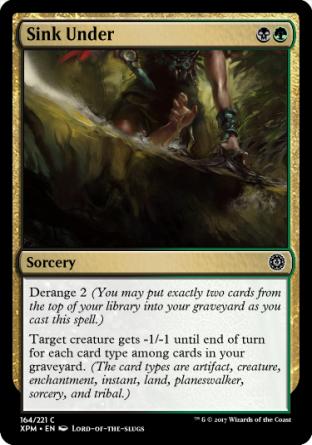 Sink Under
Sorcery
Derange 2 (You may put exactly two cards from
the top of your library into your graveyard as you
cast this spell.)
Target creature gets -1/-1 until end of turn
for each card type among cards in your
graveyard. (The card types are artifact, creature,
enchantment, instant, land, planeswalker,
sorcery, and tribal.)
164/221 C
XPM • EN Lord-of-the-slugs
™ & © 2017 Wizards of the Coast